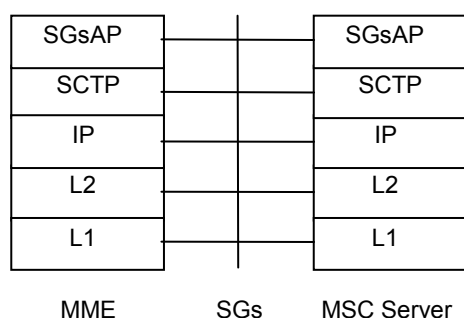 SGsAP SGsAP
SCTP SCTP
IP IP
L2 L2
L1 L1
MME SGs MSC Server